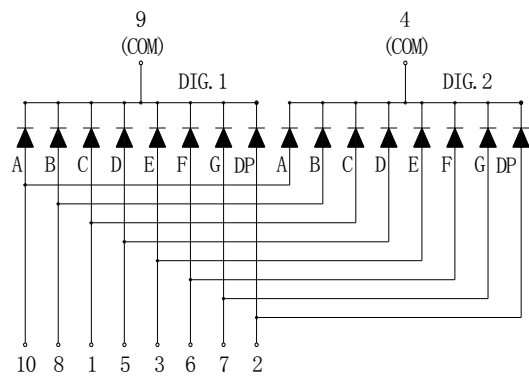 9 4
(COM) (COM)
DIG.1 DIG.2
A B C D E F G DP A B C D E F G DP
10 8 1 5 3 6 7 2